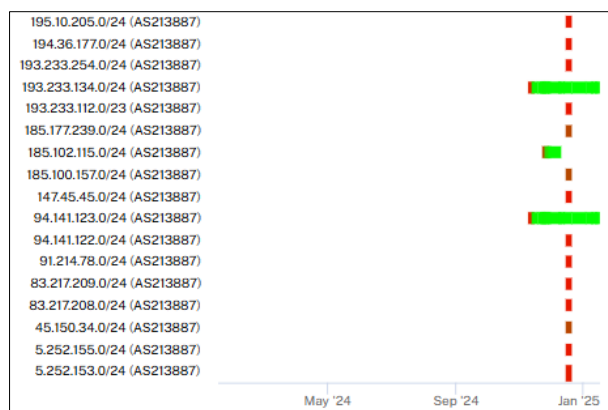 195.10.205.0/24 (AS213887)
194.36.177.0/24 (AS213887)
193.233.254.0/24 (AS213887)
193.233.134.0/24 (AS213887)
193.233.112.0/23 (AS213887)
185.177.239.0/24 (AS213887)
185.102.115.0/24 (AS213887)
185.100.157.0/24 (AS213887)
147.45.45.0/24 (AS213887)
94.141.123.0/24 (AS213887)
94.141.122.0/24 (AS213887)
91.214.78.0/24 (AS213887)
83.217.209.0/24 (AS213887)
83.217.208.0/24 (AS213887)
45.150.34.0/24 (AS213887)
5.252.155.0/24 (AS213887)
5.252.153.0/24 (AS213887)
May '24 Sep '24 Jan '25